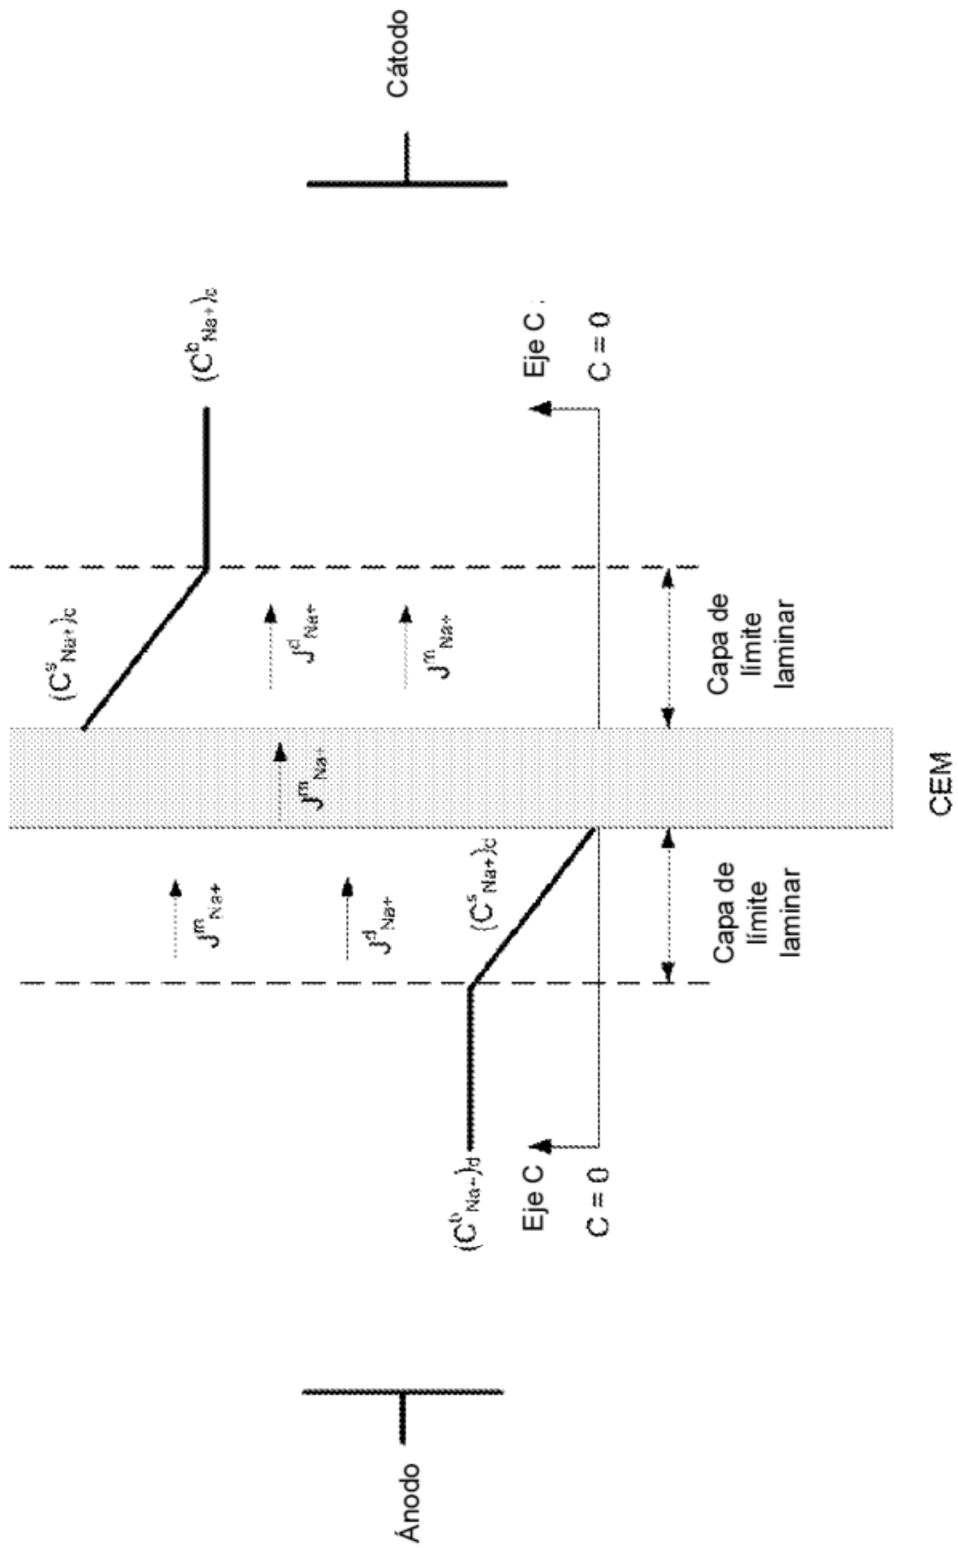 Cátodo
(C^b_Na+)_c
Eje C
C = 0
(C^s_Na+)_c
J^d_Na+
J^m_Na+
Capa de
límite
laminar
J^m_Na+
CEM
J^m_Na+
J^d_Na+
(C^s_Na+)_d
Capa de
límite
laminar
(C^b_Na+)_d
Eje C
C = 0
Ánodo